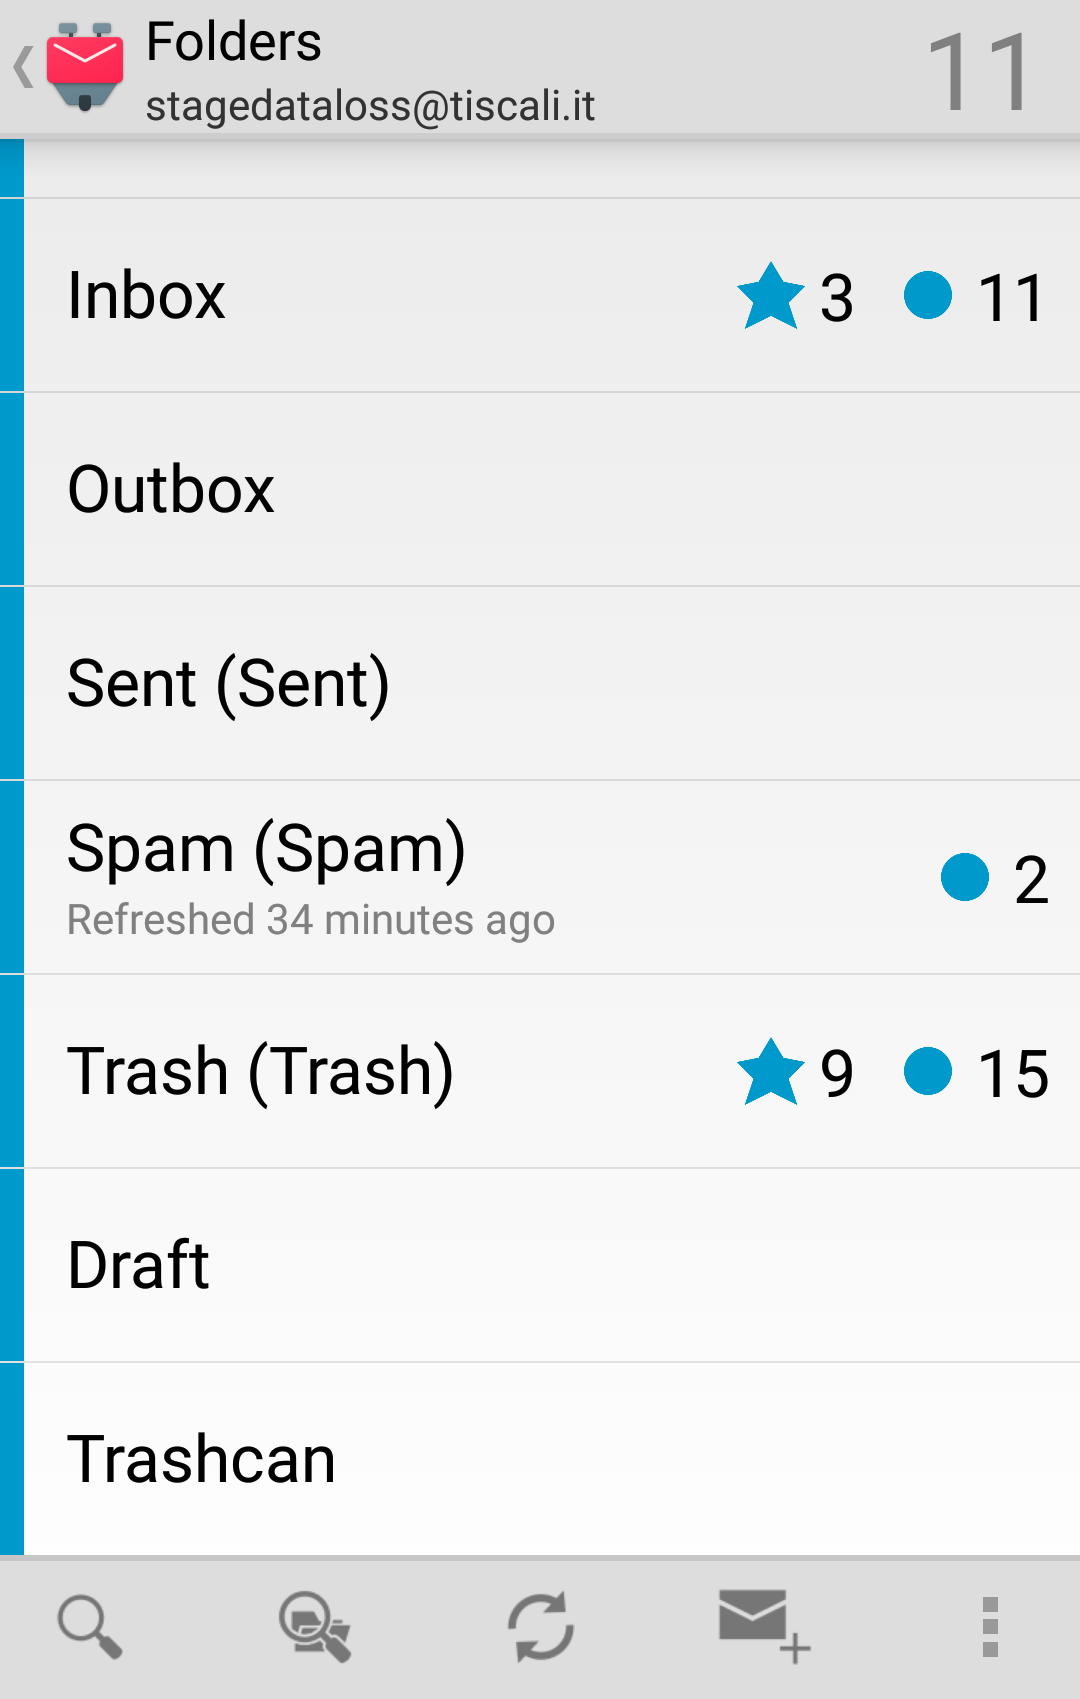 Folders
stagedataloss@tiscali.it
11
Inbox 3 11
Outbox
Sent (Sent)
Spam (Spam)
Refreshed 34 minutes ago
2
Trash (Trash) 9 15
Draft
Trashcan